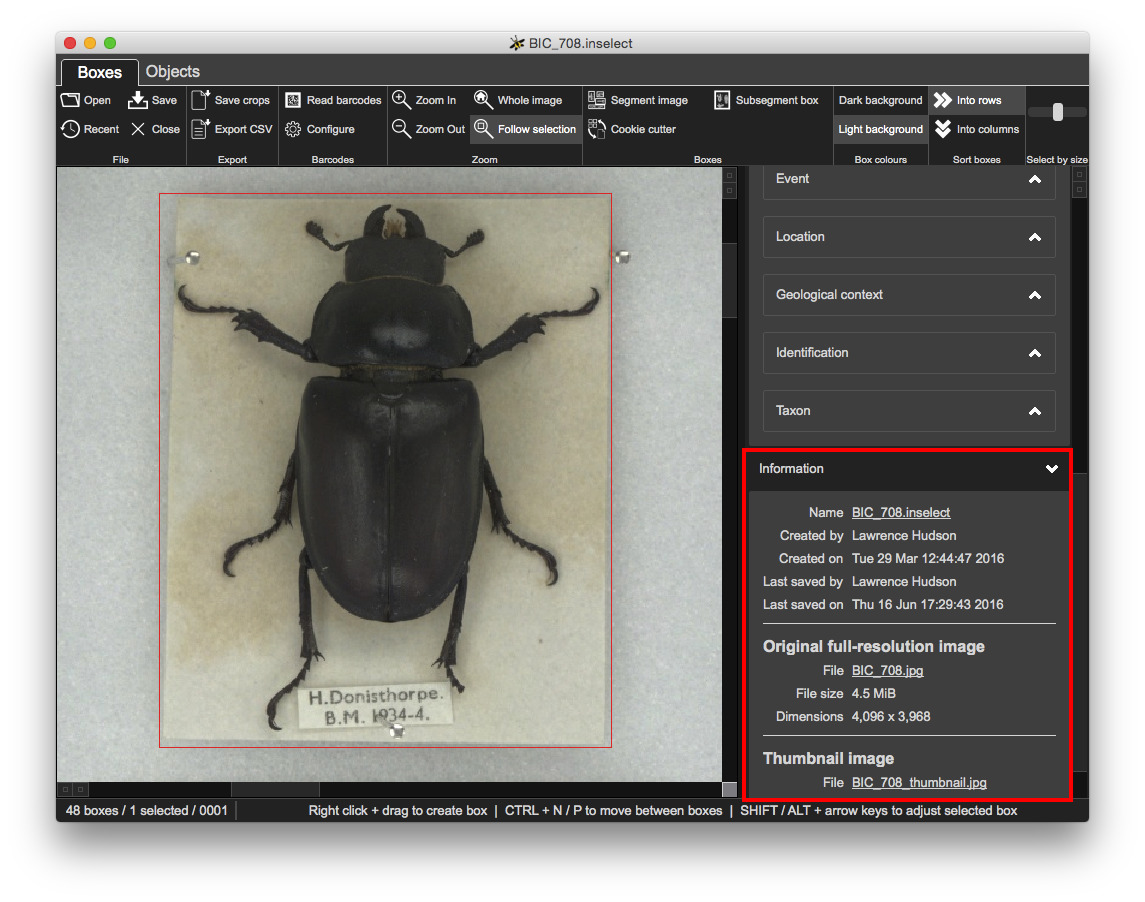 BIC_708.inselect
Boxes Objects
Open Save Save crops Read barcodes Zoom In Whole image Segment image Subsegment box Dark background Into rows
Recent Close Export CSV Configure Zoom Out Follow selection Cookie cutter Light background Into columns
File Export Barcodes Zoom Boxes Box colours Sort boxes Select by size
Event
Location
Geological context
Identification
Taxon
Information
Name BIC_708.inselect
Created by Lawrence Hudson
Created on Tue 29 Mar 12:44:47 2016
Last saved by Lawrence Hudson
Last saved on Thu 16 Jun 17:29:43 2016
Original full-resolution image
File BIC_708.jpg
File size 4.5 MiB
Dimensions 4,096 x 3,968
Thumbnail image
File BIC_708_thumbnail.jpg
H.Donisthorpe.
B.M. 1934-4.
48 boxes / 1 selected / 0001 Right click + drag to create box | CTRL + N / P to move between boxes | SHIFT / ALT + arrow keys to adjust selected box